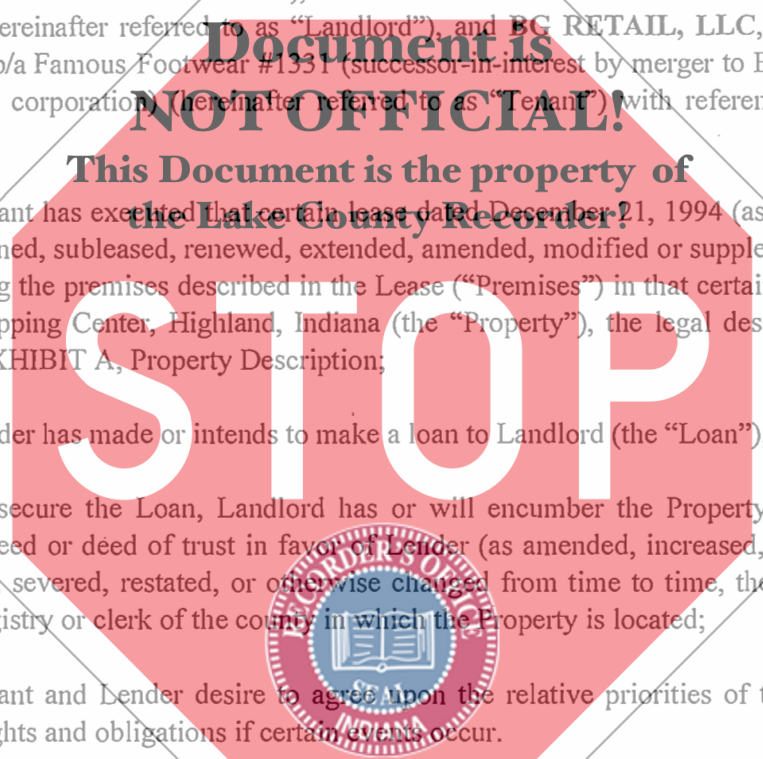 ereinafter referred to as “Landlord”), and BG RETAIL, LLC,
Document is
b/a Famous Footwear #1331 (successor-in-interest by merger to B
corporation) (hereinafter referred to as “Tenant”) with referen
NOT OFFICIAL!
This Document is the property of
the Lake County Recorder!
ant has executed that certain lease dated December 21, 1994 (as
ned, subleased, renewed, extended, amended, modified or supple
g the premises described in the Lease (“Premises”) in that certai
pping Center, Highland, Indiana (the “Property”), the legal des
XHIBIT A, Property Description;
STOP
der has made or intends to make a loan to Landlord (the “Loan”)
secure the Loan, Landlord has or will encumber the Property
eed or deed of trust in favor of Lender (as amended, increased,
severed, restated, or otherwise changed from time to time, the
gistry or clerk of the county in which the Property is located;
RECORDER'S OFFICE
SEAL
INDIANA
ant and Lender desire to agree upon the relative priorities of t
ghts and obligations if certain events occur.